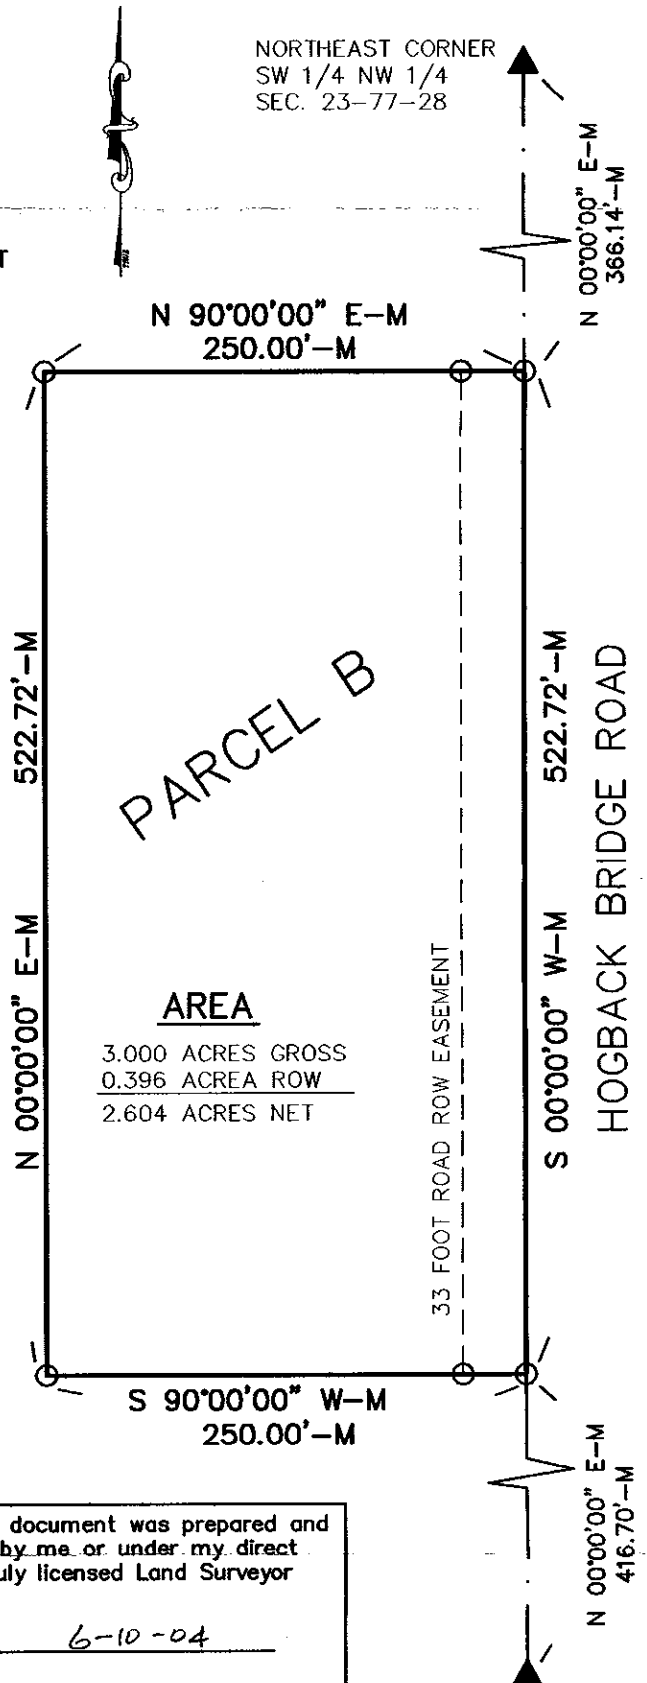 NORTHEAST CORNER
SW 1/4 NW 1/4
SEC. 23-77-28
N 00°00'00" E-M
366.14'-M
T
N 90°00'00" E-M
250.00'-M
N 00°00'00" E-M 522.72'-M
PARCEL B
33 FOOT ROAD ROW EASEMENT
S 00°00'00" W-M 522.72'-M
HOGBACK BRIDGE ROAD
AREA
3.000 ACRES GROSS
0.396 ACREA ROW
2.604 ACRES NET
S 90°00'00" W-M
250.00'-M
N 00°00'00" E-M
416.70'-M
document was prepared and
by me or under my direct
uly licensed Land Surveyor
6-10-04